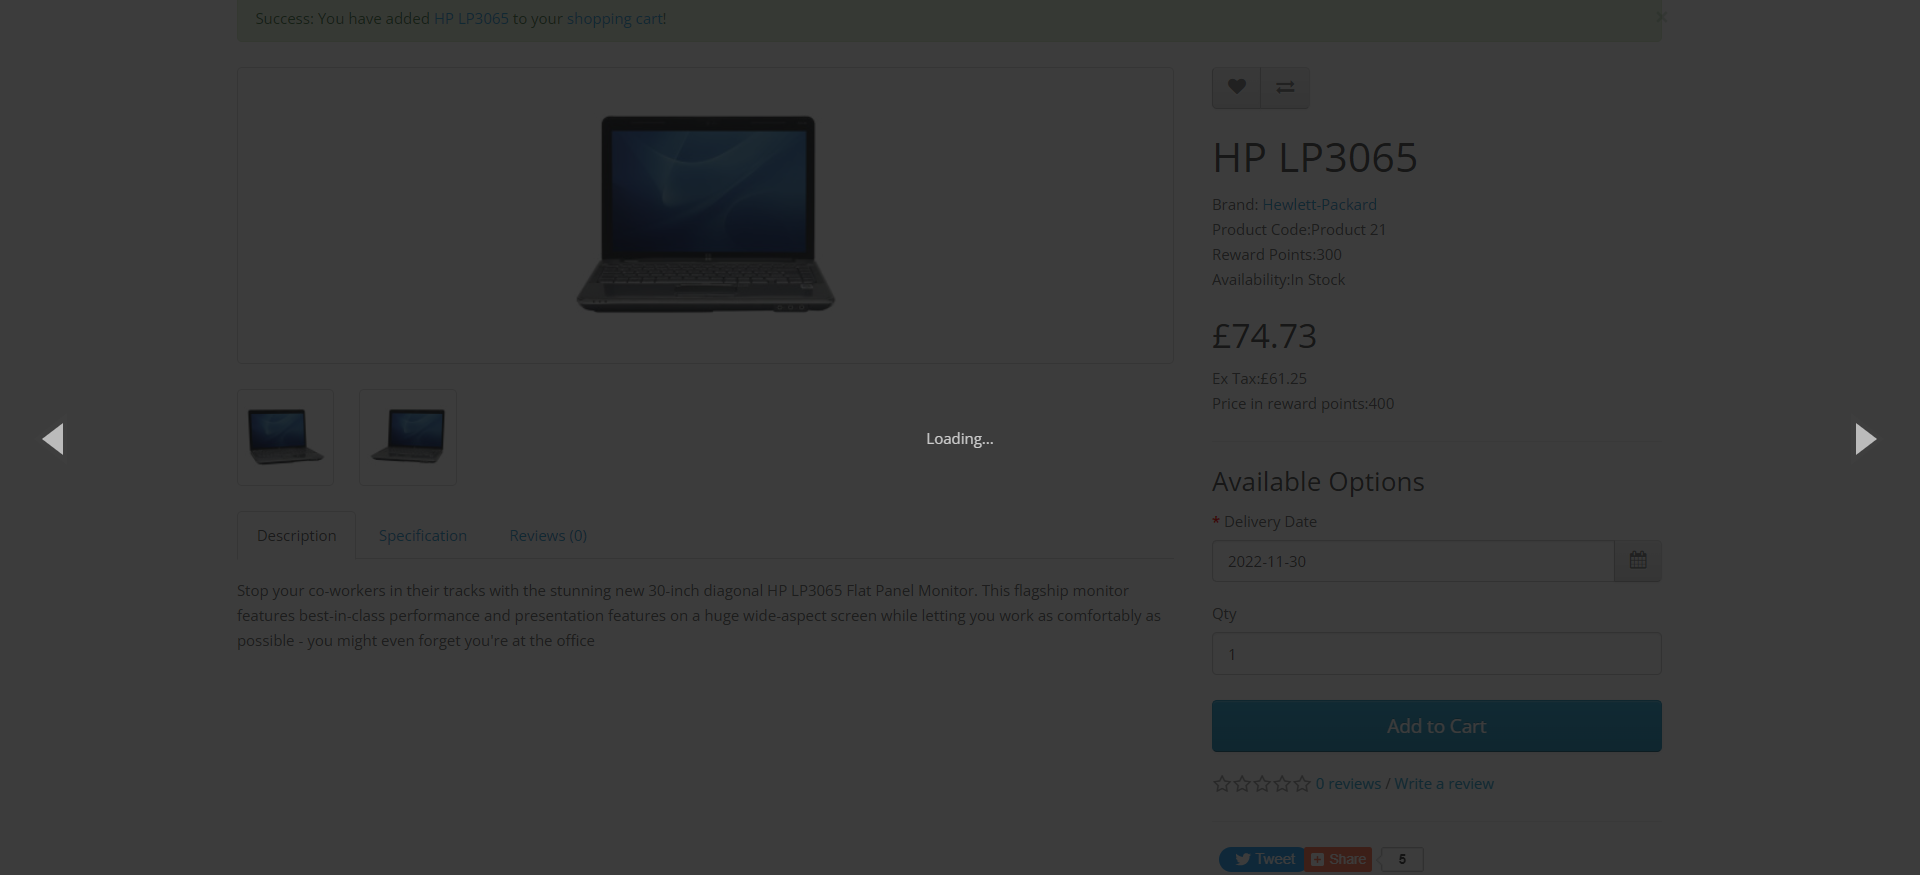 Success: You have added HP LP3065 to your shopping cart!
×
HP LP3065
Brand: Hewlett-Packard
Product Code:Product 21
Reward Points:300
Availability:In Stock
£74.73
Ex Tax:£61.25
Price in reward points:400
Loading...
Available Options
* Delivery Date
2022-11-30
Qty
1
Add to Cart
0 reviews / Write a review
Tweet
Share
5
Description
Specification
Reviews (0)
Stop your co-workers in their tracks with the stunning new 30-inch diagonal HP LP3065 Flat Panel Monitor. This flagship monitor
features best-in-class performance and presentation features on a huge wide-aspect screen while letting you work as comfortably as
possible - you might even forget you're at the office